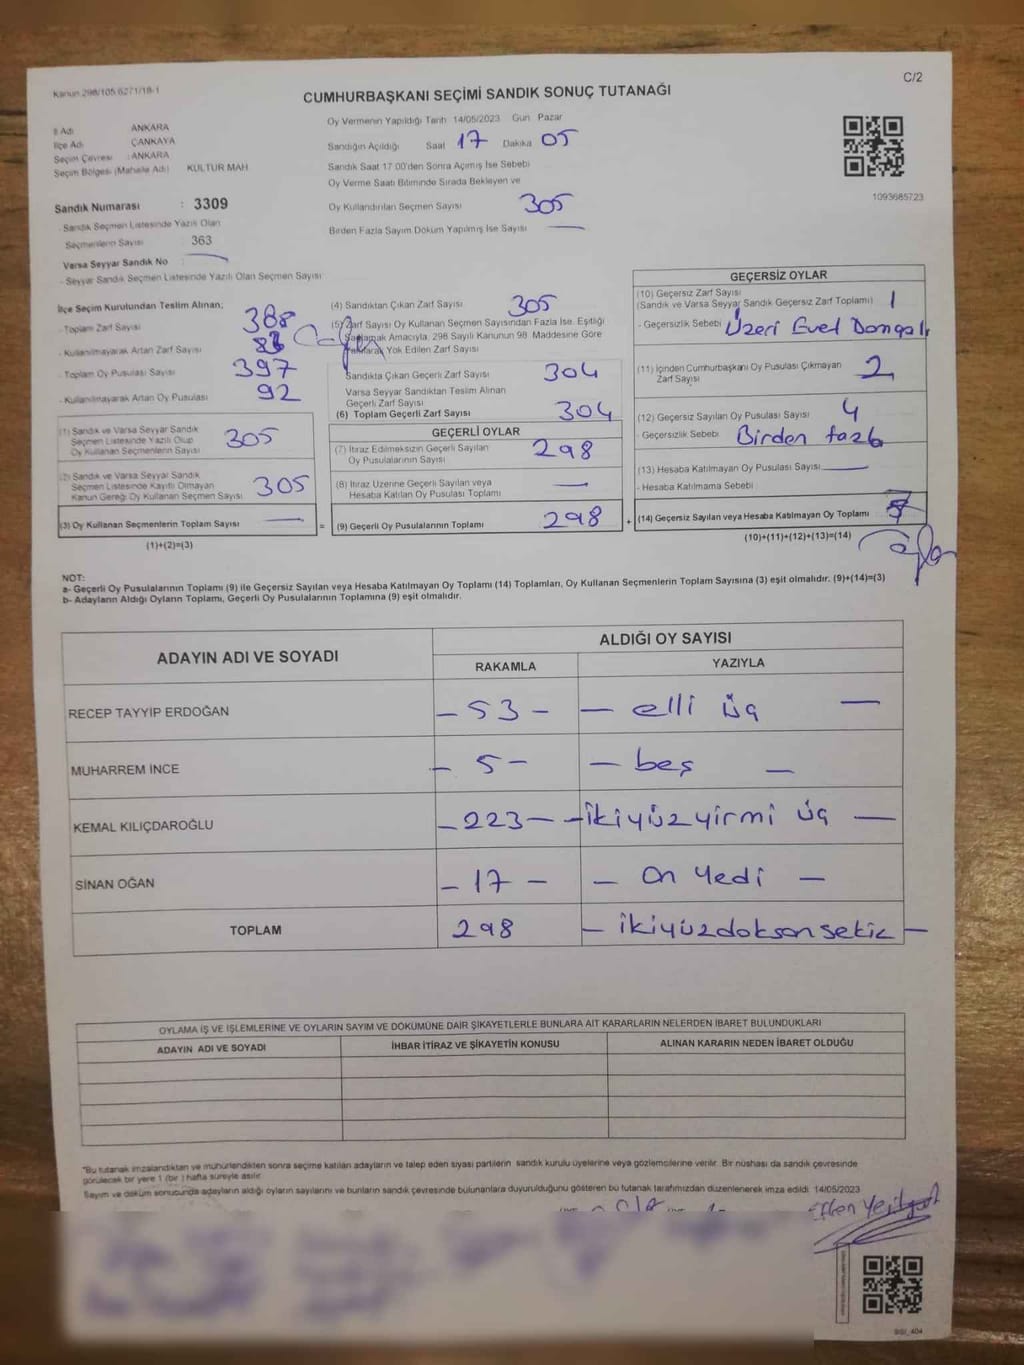 Kanun 298/105 6271/18-1
C/2
CUMHURBAŞKANI SEÇİMİ SANDIK SONUÇ TUTANAĞI
İl Adı ANKARA
İlçe Adı ÇANKAYA
Seçim Çevresi : ANKARA
Seçim Bölgesi (Mahalle Adı) KÜLTÜR MAH
Sandık Numarası : 3309
- Sandık Seçmen Listesinde Yazılı Olan
Seçmenlerin Sayısı : 363
Varsa Seyyar Sandık No —
- Seyyar Sandık Seçmen Listesinde Yazılı Olan Seçmen Sayısı
Oy Vermenin Yapıldığı Tarih 14/05/2023 Gün Pazar
Sandığın Açıldığı Saat 17 Dakika 05
Sandık Saat 17 00'den Sonra Açımış İse Sebebi
Oy Verme Saati Bitiminde Sırada Bekleyen ve
Oy Kullandırılan Seçmen Sayısı 305
Birden Fazla Sayım Döküm Yapılmış İse Sayısı —
1093685723
İlçe Seçim Kurulundan Teslim Alınan;
- Toplam Zarf Sayısı 388
- Kullanılmayarak Artan Zarf Sayısı
- Toplam Oy Pusulası Sayısı 397
- Kullanılmayarak Artan Oy Pusulası 92
(1) Sandık ve Varsa Seyyar Sandık
Seçmen Listesinde Yazılı Olup
Oy Kullanan Seçmenlerin Sayısı 305
(2) Sandık ve Varsa Seyyar Sandık
Seçmen Listesinde Kayıtlı Olmayan
Kanun Gereği Oy Kullanan Seçmen Sayısı 305
(3) Oy Kullanan Seçmenlerin Toplam Sayısı — =
(1)+(2)=(3)
(4) Sandıktan Çıkan Zarf Sayısı 305
(5) Zarf Sayısı Oy Kullanan Seçmen Sayısından Fazla İse, Eşitliği
Sağlamak Amacıyla, 298 Sayılı Kanunun 98. Maddesine Göre
Yakılarak Yok Edilen Zarf Sayısı
Sandıkta Çıkan Geçerli Zarf Sayısı 304
Varsa Seyyar Sandıktan Teslim Alınan
Geçerli Zarf Sayısı
(6) Toplam Geçerli Zarf Sayısı 304
GEÇERLİ OYLAR
(7) İtiraz Edilmeksizin Geçerli Sayılan
Oy Pusulalarının Sayısı 298
(8) İtiraz Üzerine Geçerli Sayılan veya
Hesaba Katılan Oy Pusulası Toplamı —
(9) Geçerli Oy Pusulalarının Toplamı 298 +
GEÇERSİZ OYLAR
(10) Geçersiz Zarf Sayısı
(Sandık ve Varsa Seyyar Sandık Geçersiz Zarf Toplamı) 1
- Geçersizlik Sebebi Üzeri Evet Damgalı
(11) İçinden Cumhurbaşkanı Oy Pusulası Çıkmayan
Zarf Sayısı 2
(12) Geçersiz Sayılan Oy Pusulası Sayısı 4
- Geçersizlik Sebebi Birden fazla
(13) Hesaba Katılmayan Oy Pusulası Sayısı —
- Hesaba Katılmama Sebebi
(14) Geçersiz Sayılan veya Hesaba Katılmayan Oy Toplamı 7
(10)+(11)+(12)+(13)=(14)
NOT:
a- Geçerli Oy Pusulalarının Toplamı (9) ile Geçersiz Sayılan veya Hesaba Katılmayan Oy Toplamı (14) Toplamları, Oy Kullanan Seçmenlerin Toplam Sayısına (3) eşit olmalıdır. (9)+(14)=(3)
b- Adayların Aldığı Oyların Toplamı, Geçerli Oy Pusulalarının Toplamına (9) eşit olmalıdır.
ADAYIN ADI VE SOYADI ALDIĞI OY SAYISI
RAKAMLA YAZIYLA
RECEP TAYYİP ERDOĞAN – 53 – – elli üç —
MUHARREM İNCE – 5 – – beş —
KEMAL KILIÇDAROĞLU – 223 – – ikiyüzyirmi üç —
SİNAN OĞAN – 17 – – on yedi —
TOPLAM 298 – ikiyüzdoksansekiz –
OYLAMA İŞ VE İŞLEMLERİNE VE OYLARIN SAYIM VE DÖKÜMÜNE DAİR ŞİKAYETLERLE BUNLARA AİT KARARLARIN NELERDEN İBARET BULUNDUKLARI
ADAYIN ADI VE SOYADI İHBAR İTİRAZ VE ŞİKAYETİN KONUSU ALINAN KARARIN NEDEN İBARET OLDUĞU
*Bu tutanak imzalandıktan ve mühürlendikten sonra seçime katılan adayların ve talep eden siyasi partilerin sandık kurulu üyelerine veya gözlemcilerine verilir. Bir nüshası da sandık çevresinde
görülecek bir yere 1 (bir) hafta süreyle asılır.
Sayım ve döküm sonucunda adayların aldığı oyların sayılarını ve bunların sandık çevresinde bulunanlara duyurulduğunu gösteren bu tutanak tarafımızdan düzenlenerek imza edildi. 14/05/2023